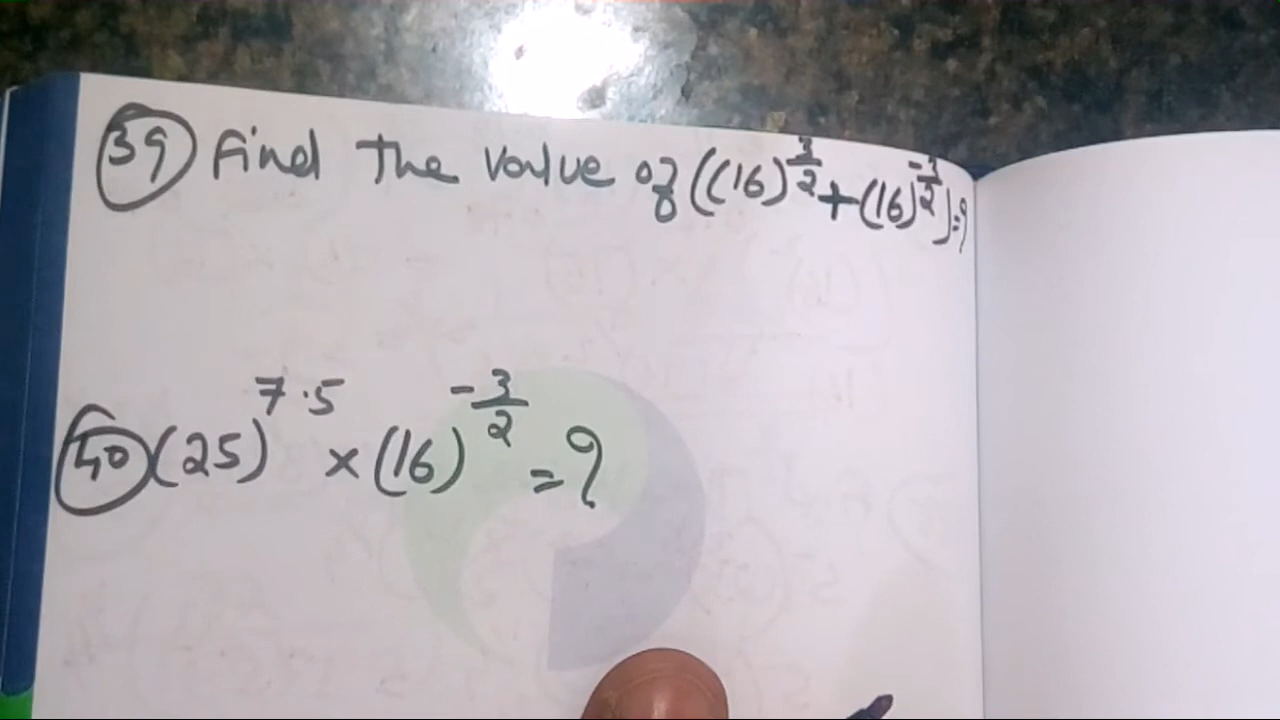 39 Find the value of ((16)^{3/2} + (16)^{-3/2}) = ?
40 (25)^{7.5} × (16)^{-3/2} = ?